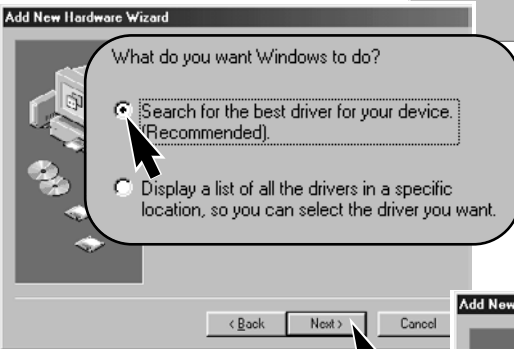 Add New Hardware Wizard
What do you want Windows to do?
Search for the best driver for your device.
(Recommended).
Display a list of all the drivers in a specific
location, so you can select the driver you want.
< Back
Next >
Cancel
Add New